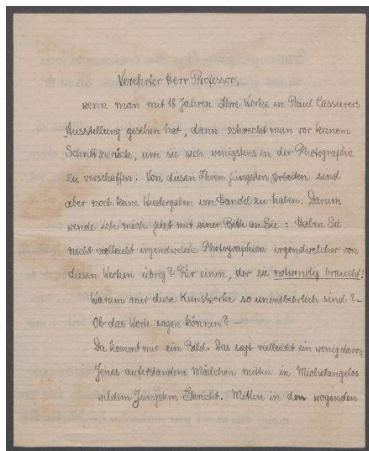 Verehrter Herr Professor,
wenn man mit 18 Jahren Ihre Werke in Paul Cassierers
Ausstellung gesehen hat, dann schreckt man vor keinem
Schritt zurück, um sie sich wenigstens in der Photographie
zu verschaffen. Von diesen Ihren jüngsten Arbeiten sind
aber noch keine Wiedergaben im Handel zu haben. Darum
wende ich mich jetzt mit einer Bitte an Sie: Haben Sie
nicht vielleicht irgendwelche Photographien irgendwelcher von
diesen Werken übrig? Für einen, der sie notwendig braucht!
Warum mir diese Kunstwerke so unentbehrlich sind? –
Ob das Worte sagen können? –
Da kommt mir ein Bild. Das sagt vielleicht ein wenig davon.
Jenes auferstandene Mädchen mitten in Michelangelos
wildem Jüngsten Gericht. Mitten in dem wogenden